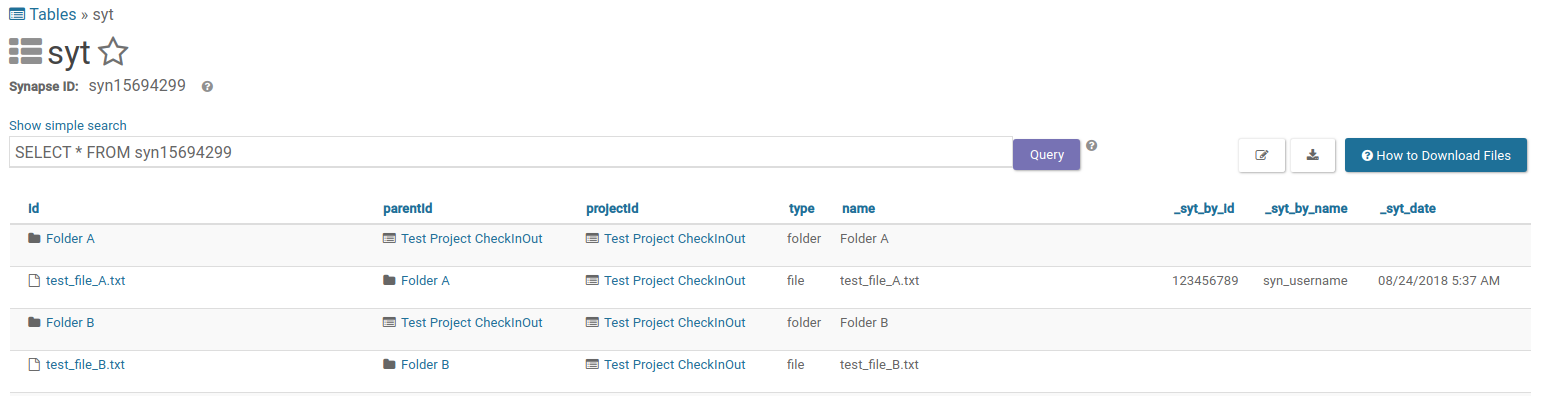 Tables » syt
syt
Synapse ID: syn15694299 ?
Show simple search
SELECT * FROM syn15694299 Query ? ? How to Download Files
id parentId projectId type name _syt_by_id _syt_by_name _syt_date
Folder A Test Project CheckInOut Test Project CheckInOut folder Folder A
test_file_A.txt Folder A Test Project CheckInOut file test_file_A.txt 123456789 syn_username 08/24/2018 5:37 AM
Folder B Test Project CheckInOut Test Project CheckInOut folder Folder B
test_file_B.txt Folder B Test Project CheckInOut file test_file_B.txt